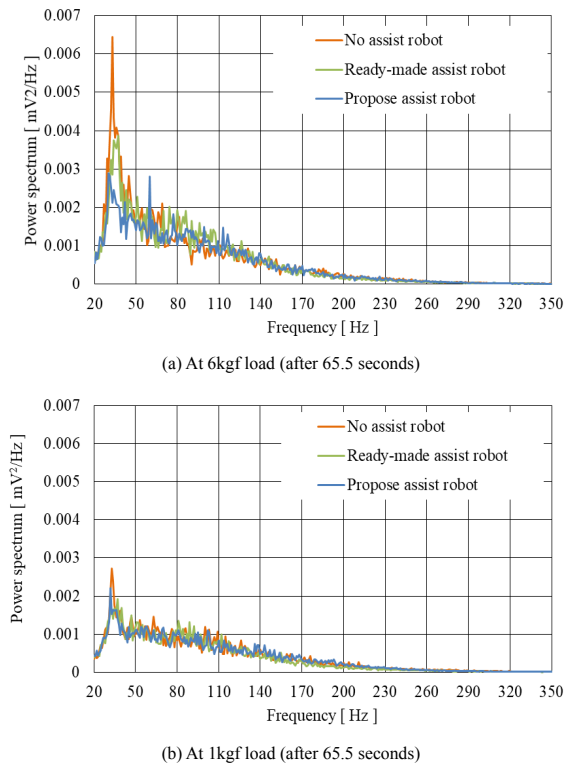 0.007
0.006
0.005
0.004
0.003
0.002
0.001
0
Power spectrum [ mV2/Hz ]
No assist robot
Ready-made assist robot
Propose assist robot
20 50 80 110 140 170 200 230 260 290 320 350
Frequency [ Hz ]
(a) At 6kgf load (after 65.5 seconds)
0.007
0.006
0.005
0.004
0.003
0.002
0.001
0
Power spectrum [ mV²/Hz ]
No assist robot
Ready-made assist robot
Propose assist robot
20 50 80 110 140 170 200 230 260 290 320 350
Frequency [ Hz ]
(b) At 1kgf load (after 65.5 seconds)